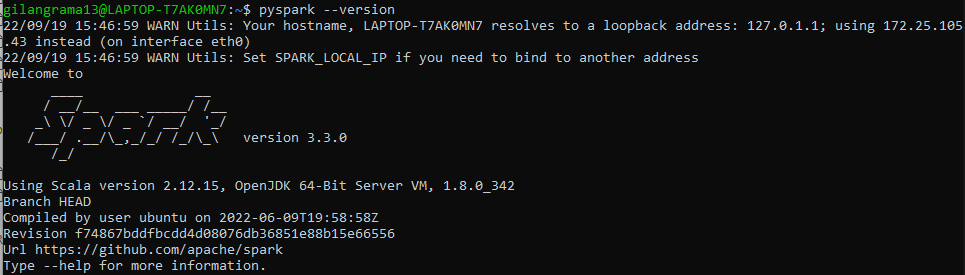 gilangrama13@LAPTOP-T7AK0MN7:~$ pyspark --version
22/09/19 15:46:59 WARN Utils: Your hostname, LAPTOP-T7AK0MN7 resolves to a loopback address: 127.0.1.1; using 172.25.105
.43 instead (on interface eth0)
22/09/19 15:46:59 WARN Utils: Set SPARK_LOCAL_IP if you need to bind to another address
Welcome to
      ____              __
     / __/__  ___ _____/ /__
    _\ \/ _ \/ _ `/ __/  '_/
   /___/ .__/\_,_/_/ /_/\_\   version 3.3.0
      /_/
Using Scala version 2.12.15, OpenJDK 64-Bit Server VM, 1.8.0_342
Branch HEAD
Compiled by user ubuntu on 2022-06-09T19:58:58Z
Revision f74867bddfbcdd4d08076db36851e88b15e66556
Url https://github.com/apache/spark
Type --help for more information.